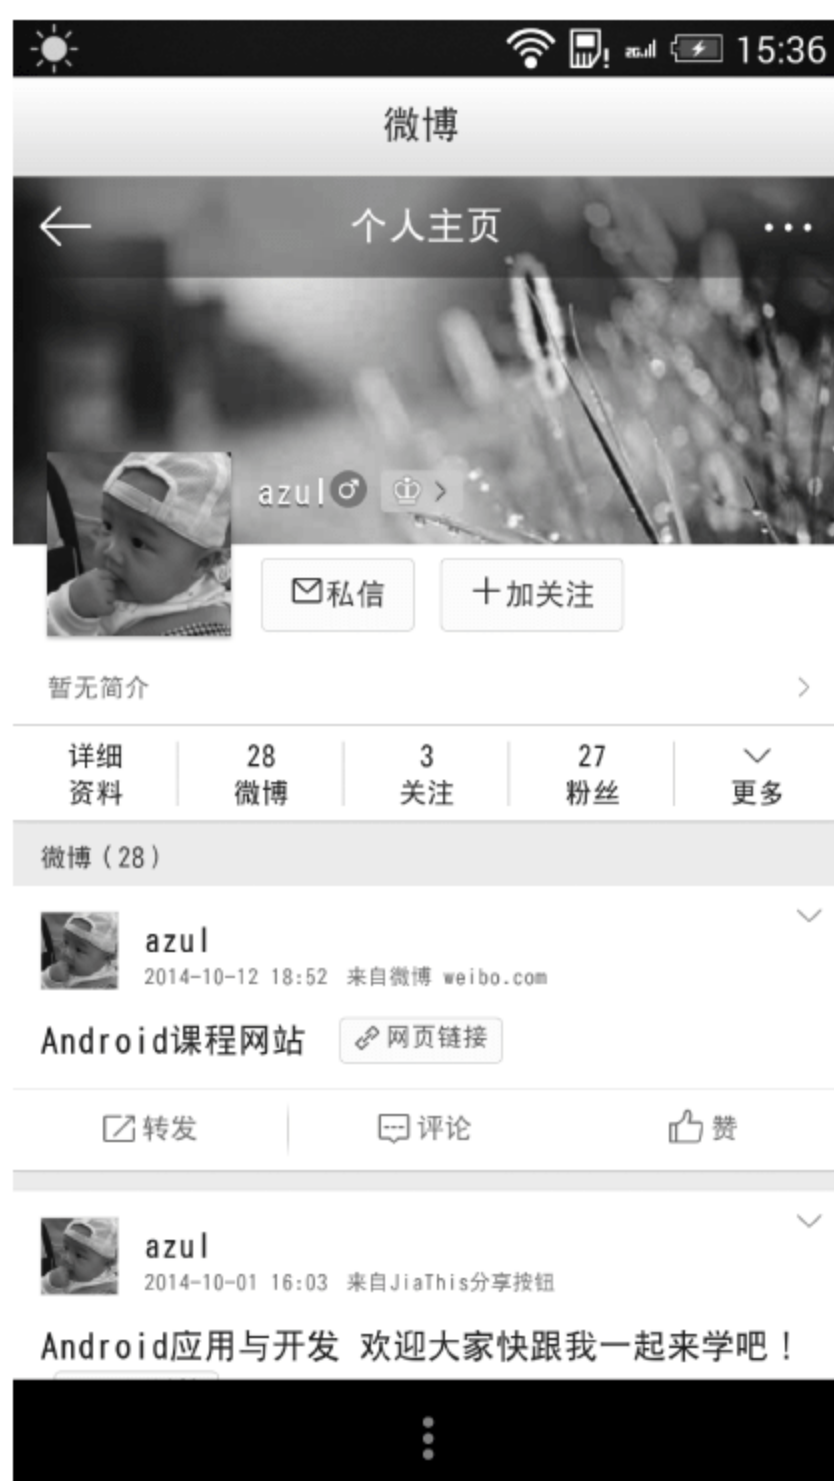 2G 15:36
微博
个人主页
azul
私信 加关注
暂无简介
详细资料 28微博 3关注 27粉丝 更多
微博（28）
azul
2014-10-12 18:52 来自微博 weibo.com
Android课程网站 网页链接
转发 评论 赞
azul
2014-10-01 16:03 来自JiaThis分享按钮
Android应用与开发 欢迎大家快跟我一起来学吧！